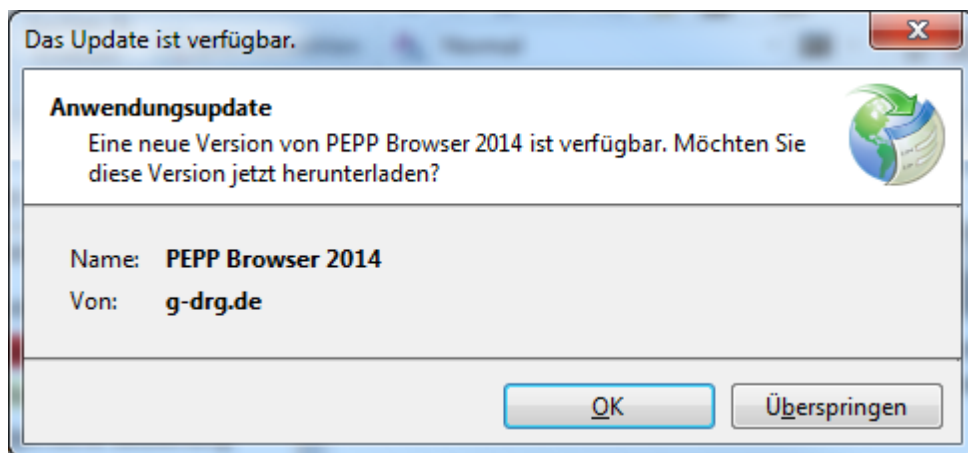 Das Update ist verfügbar.
Anwendungsupdate
Eine neue Version von PEPP Browser 2014 ist verfügbar. Möchten Sie
diese Version jetzt herunterladen?
Name: PEPP Browser 2014
Von: g-drg.de
OK Überspringen